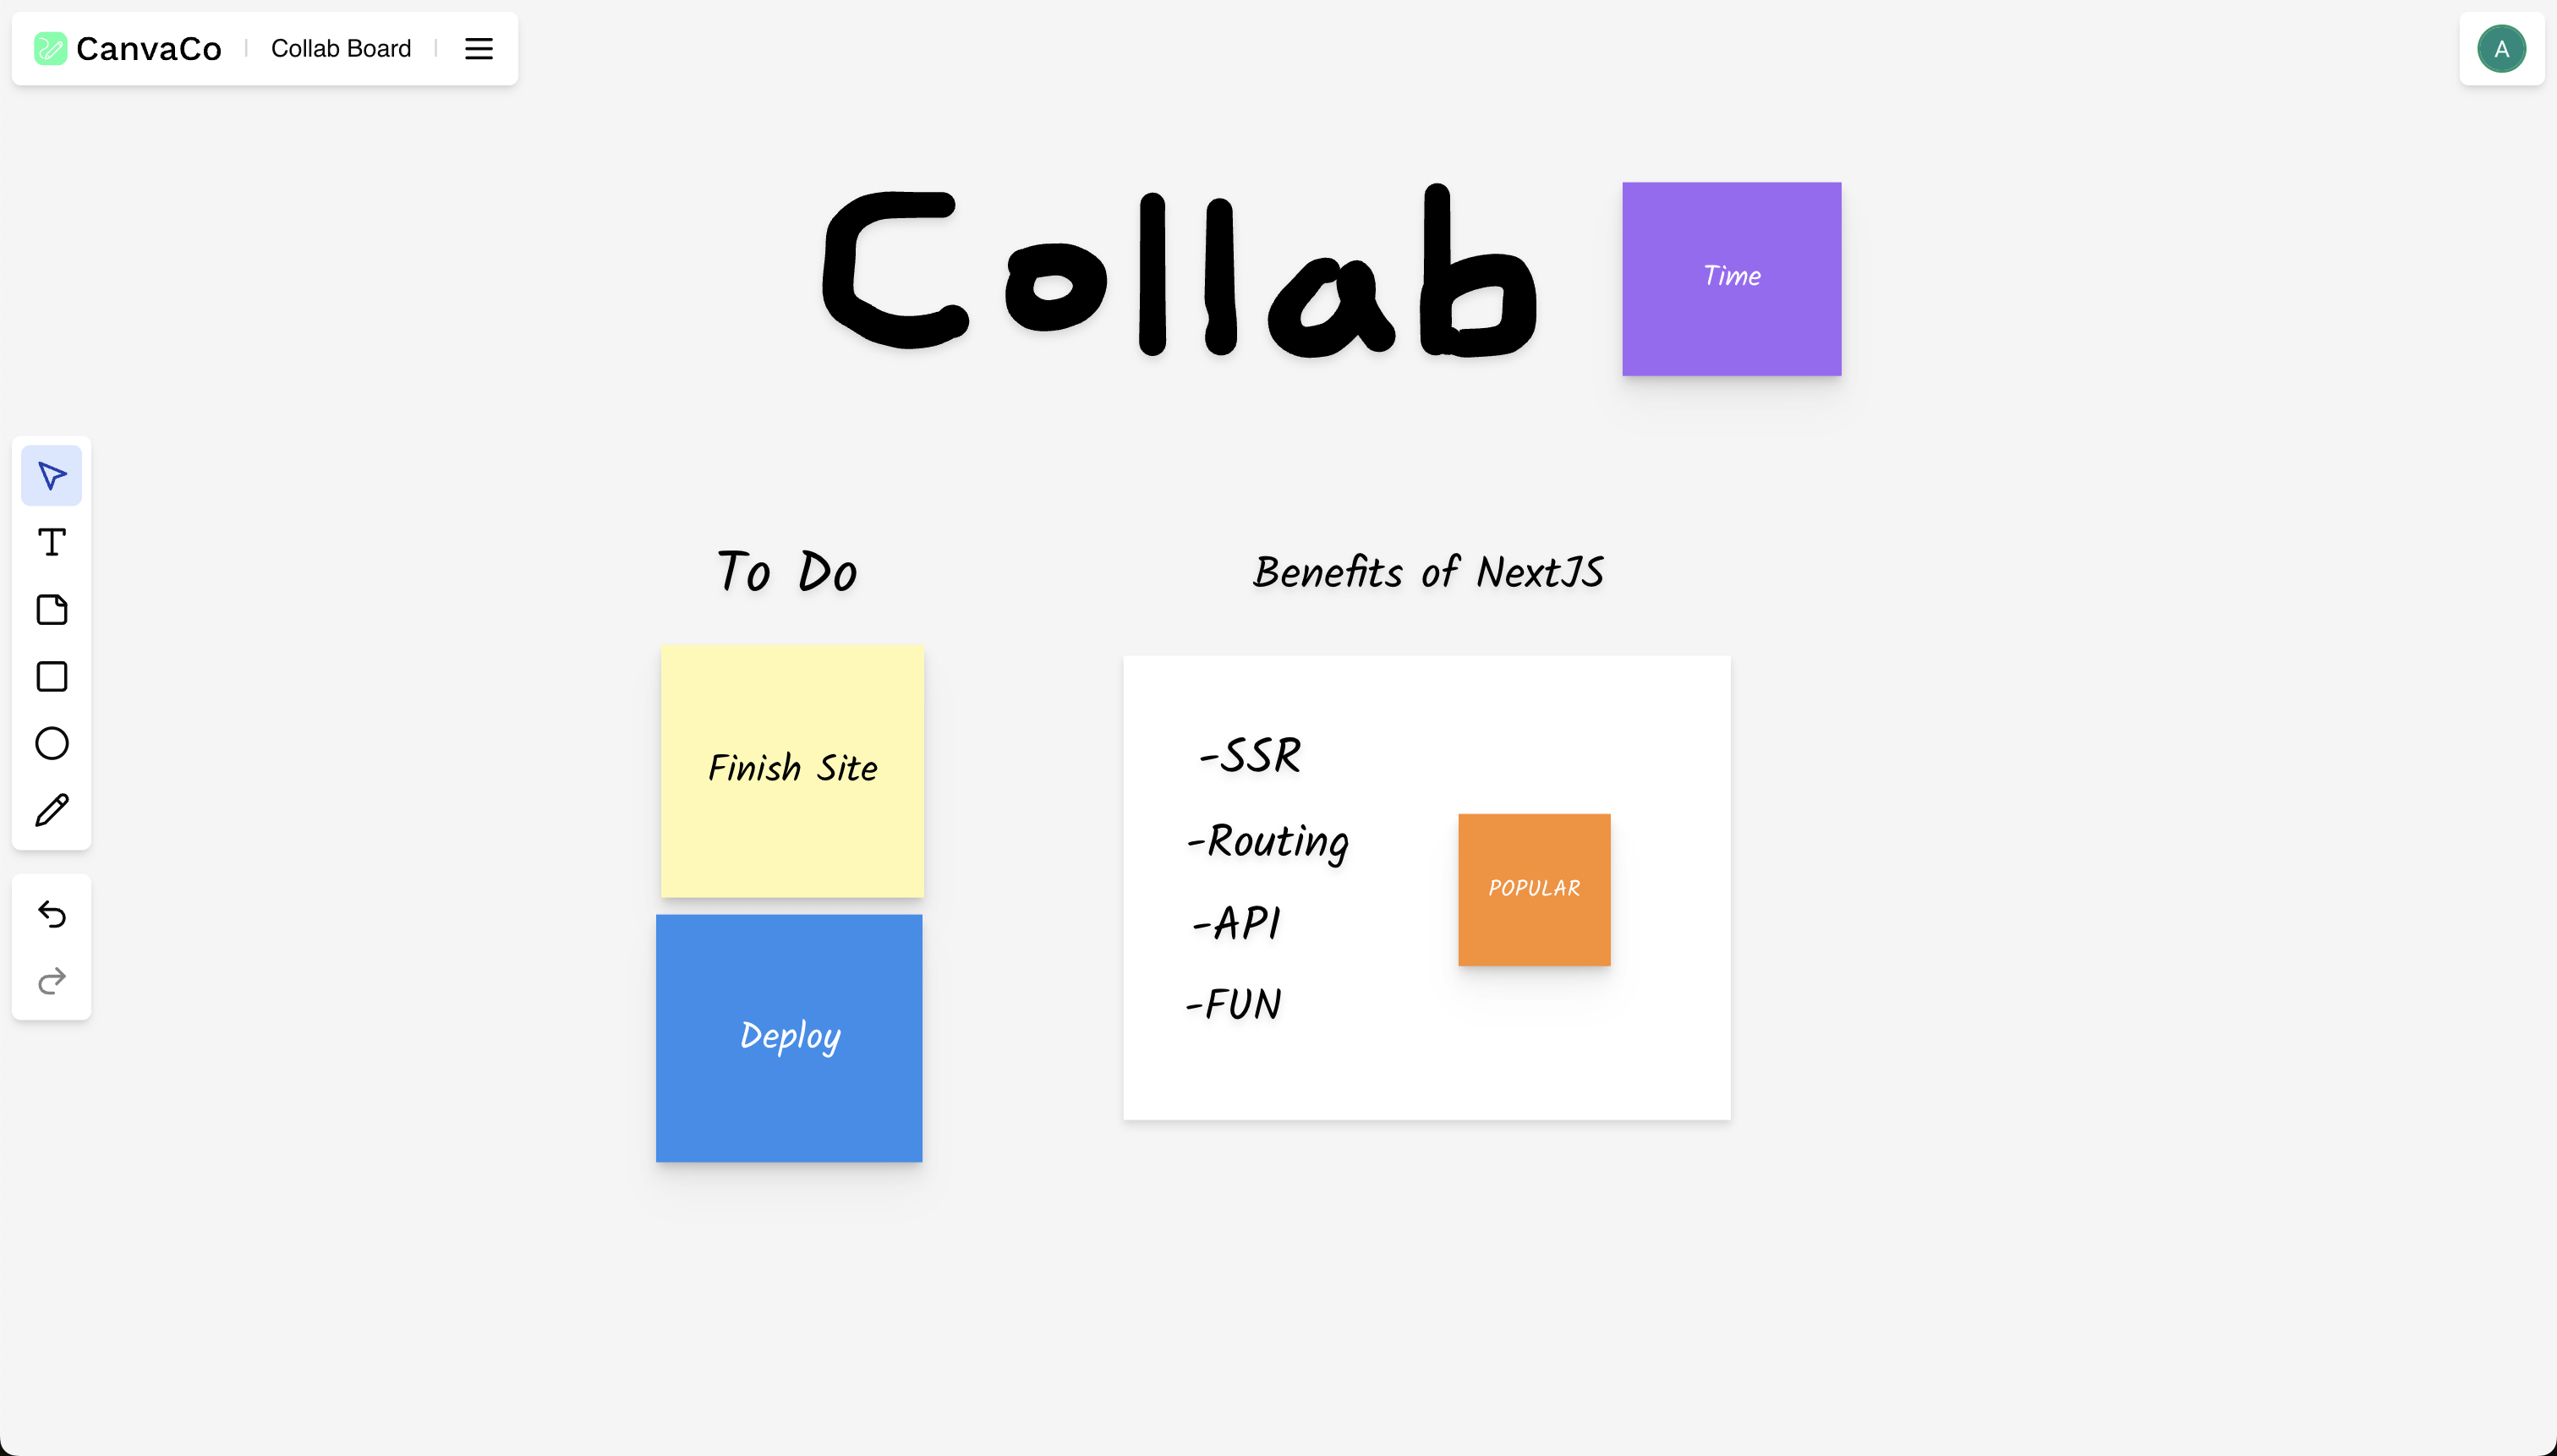 CanvaCo
Collab Board
A
Collab
Time
To Do
Finish Site
Deploy
Benefits of NextJS
-SSR
-Routing
-API
-FUN
POPULAR